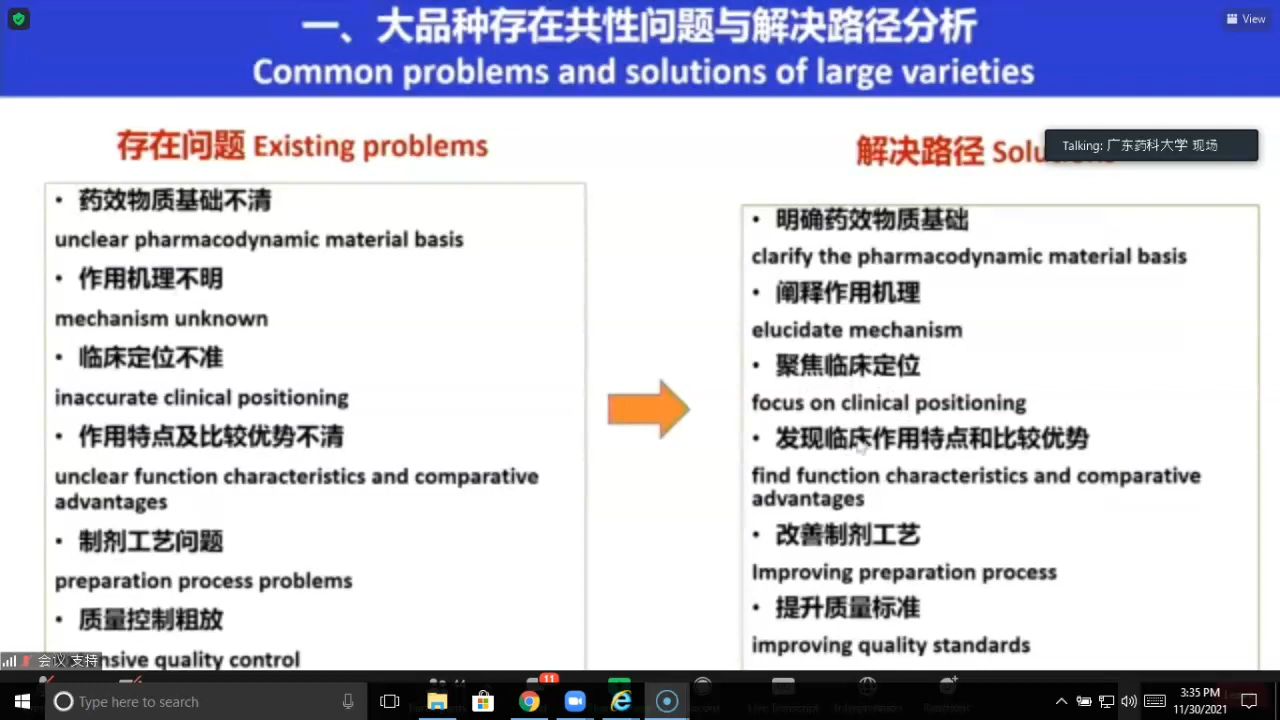 一、大品种存在共性问题与解决路径分析
View
Common problems and solutions of large varieties
存在问题 Existing problems
解决路径
Talking: 广东药科大学 现场
• 药效物质基础不清
unclear pharmacodynamic material basis
• 作用机理不明
mechanism unknown
• 临床定位不准
inaccurate clinical positioning
• 作用特点及比较优势不清
unclear function characteristics and comparative
advantages
• 制剂工艺问题
preparation process problems
• 质量控制粗放
quality control
• 明确药效物质基础
clarify the pharmacodynamic material basis
• 阐释作用机理
elucidate mechanism
• 聚焦临床定位
focus on clinical positioning
• 发现临床作用特点和比较优势
find function characteristics and comparative
advantages
• 改善制剂工艺
Improving preparation process
• 提升质量标准
improving quality standards
会议 支持
11
Type here to search
3:35 PM
11/30/2021